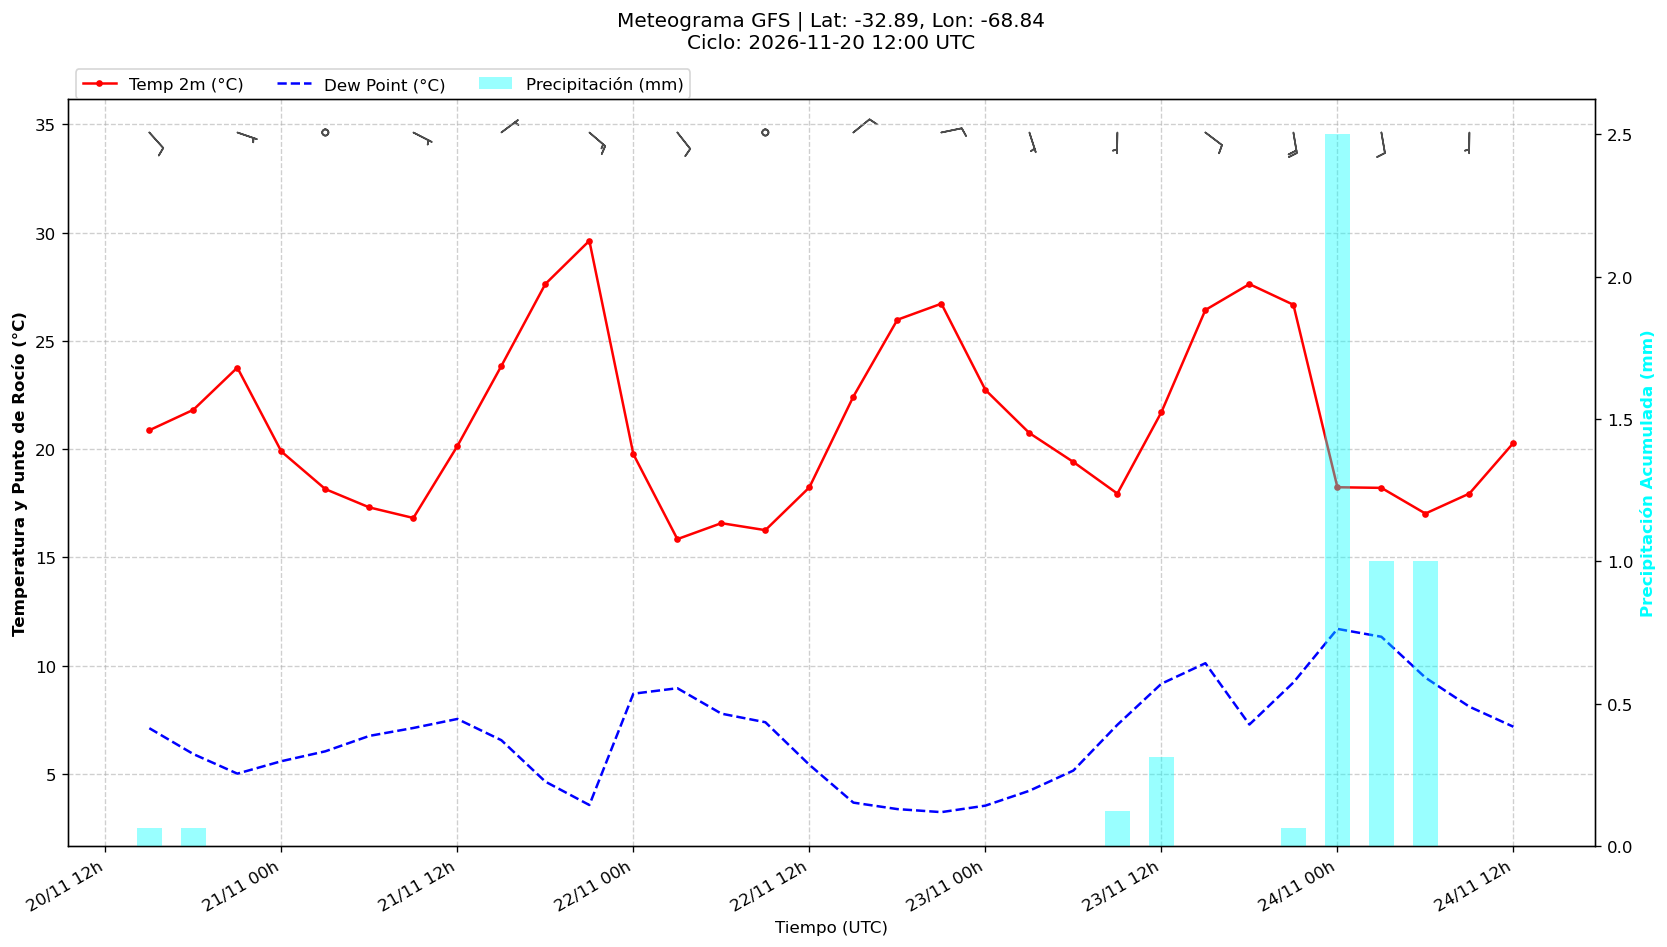 Meteograma GFS | Lat: -32.89, Lon: -68.84
Ciclo: 2026-11-20 12:00 UTC
Temp 2m (°C)
Dew Point (°C)
Precipitación (mm)
Temperatura y Punto de Rocío (°C)
35
30
25
20
15
10
5
Precipitación Acumulada (mm)
2.5
2.0
1.5
1.0
0.5
0.0
20/11 12h
21/11 00h
21/11 12h
22/11 00h
22/11 12h
23/11 00h
23/11 12h
24/11 00h
24/11 12h
Tiempo (UTC)